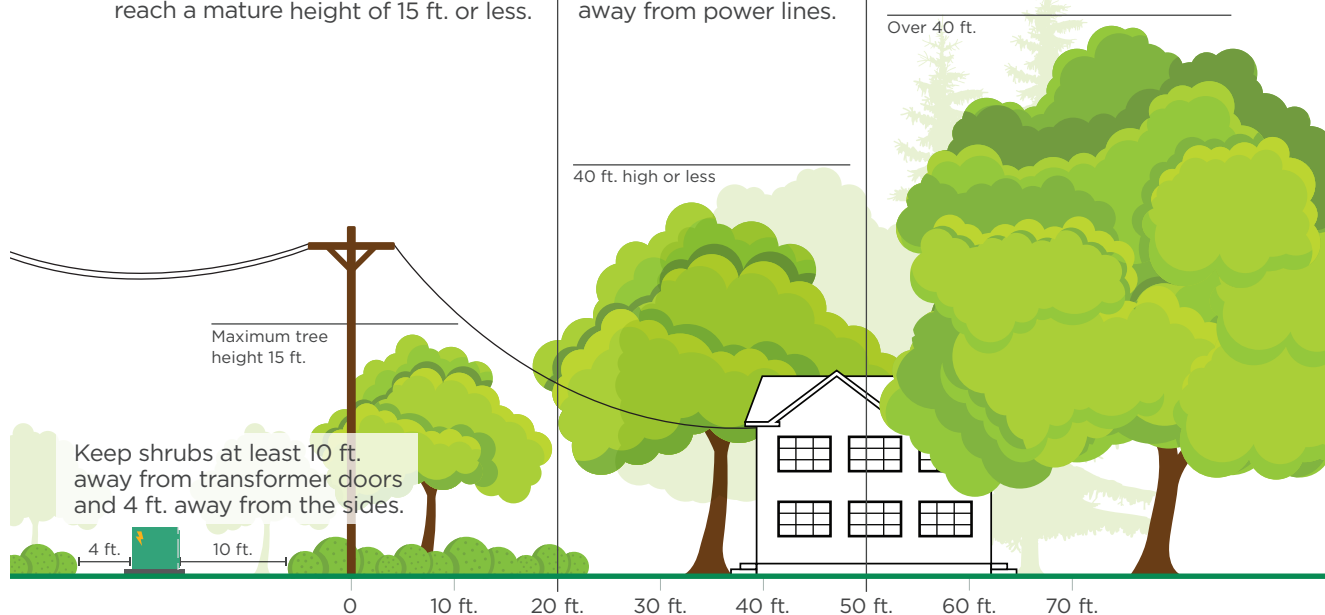 reach a mature height of 15 ft. or less.
away from power lines.
Over 40 ft.
40 ft. high or less
Maximum tree
height 15 ft.
Keep shrubs at least 10 ft.
away from transformer doors
and 4 ft. away from the sides.
4 ft.
10 ft.
0
10 ft.
20 ft.
30 ft.
40 ft.
50 ft.
60 ft.
70 ft.